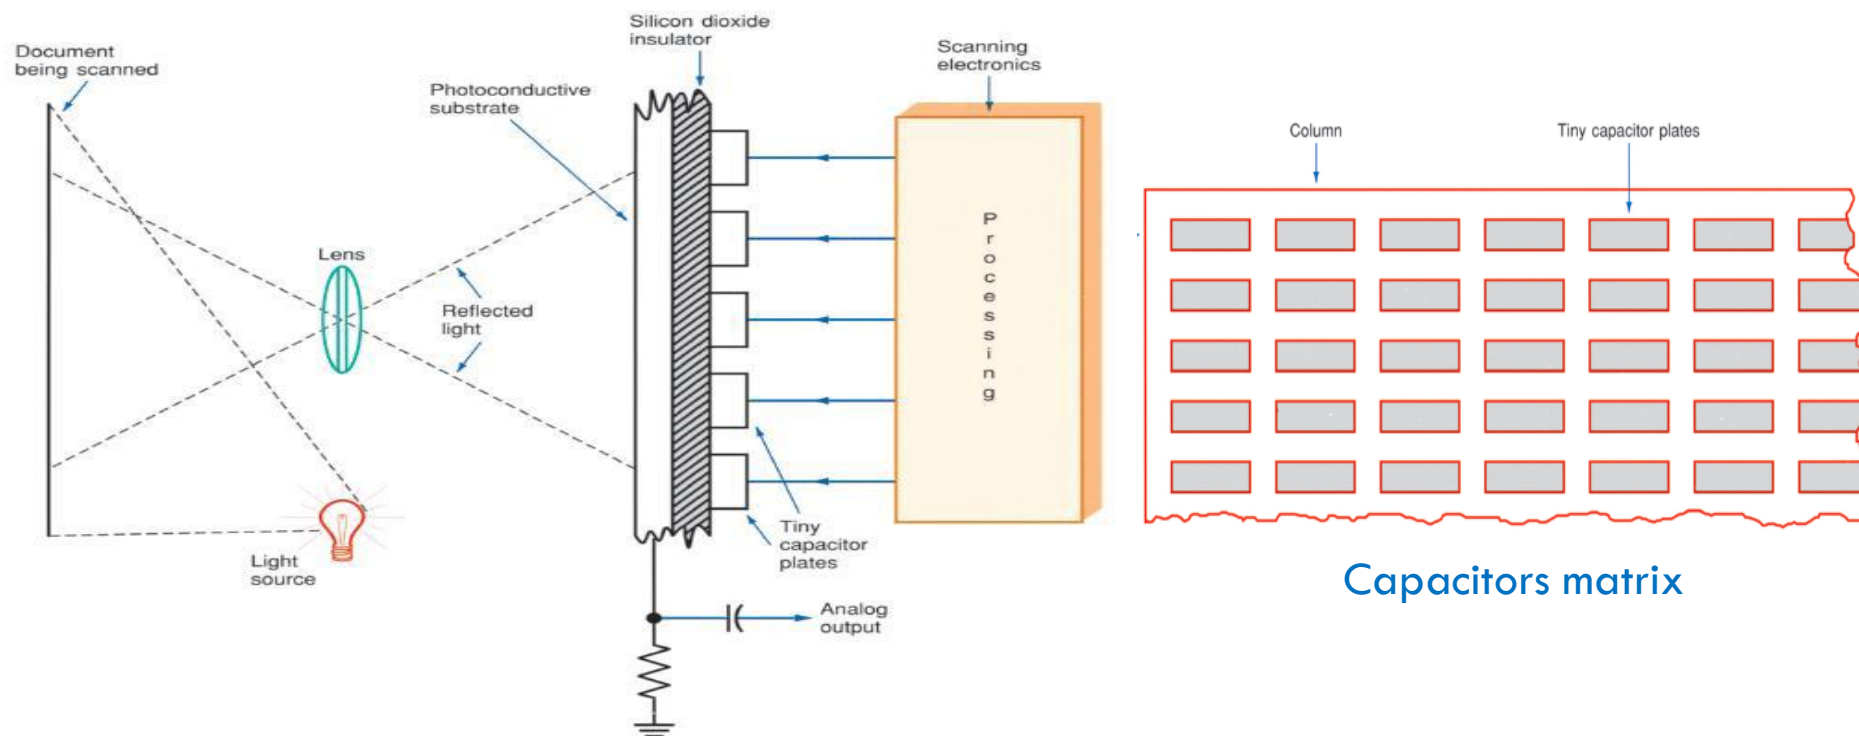 Silicon dioxide
insulator
Document
being scanned
Scanning
electronics
Photoconductive
substrate
Column
Tiny capacitor plates
Lens
Reflected
light
Processing
Light
source
Tiny
capacitor
plates
Capacitors matrix
Analog
output